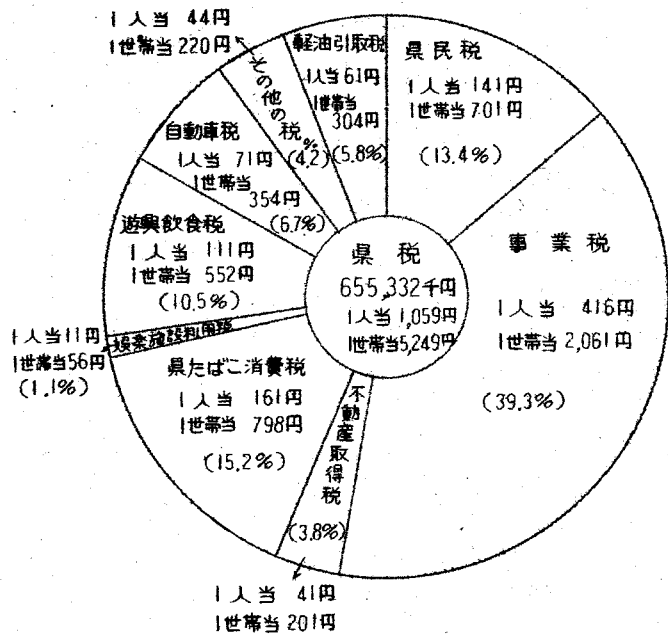 県税
655,332千円
1人当 1,059円
1世帯当5,249円
県民税
1人当 141円
1世帯当 701円
(13.4%)
事業税
1人当 416円
1世帯当 2,061円
(39.3%)
不動産取得税
(3.8%)
1人当 41円
1世帯当 201円
県たばこ消費税
1人当 161円
1世帯当 798円
(15.2%)
娯楽施設利用税
1人当11円
1世帯当56円
(1.1%)
遊興飲食税
1人当 111円
1世帯当 552円
(10.5%)
自動車税
1人当 71円
1世帯当
354円
(6.7%)
その他の税
(4.2)%
1人当 44円
1世帯当 220円
軽油引取税
1人当 61円
1世帯当
304円
(5.8%)